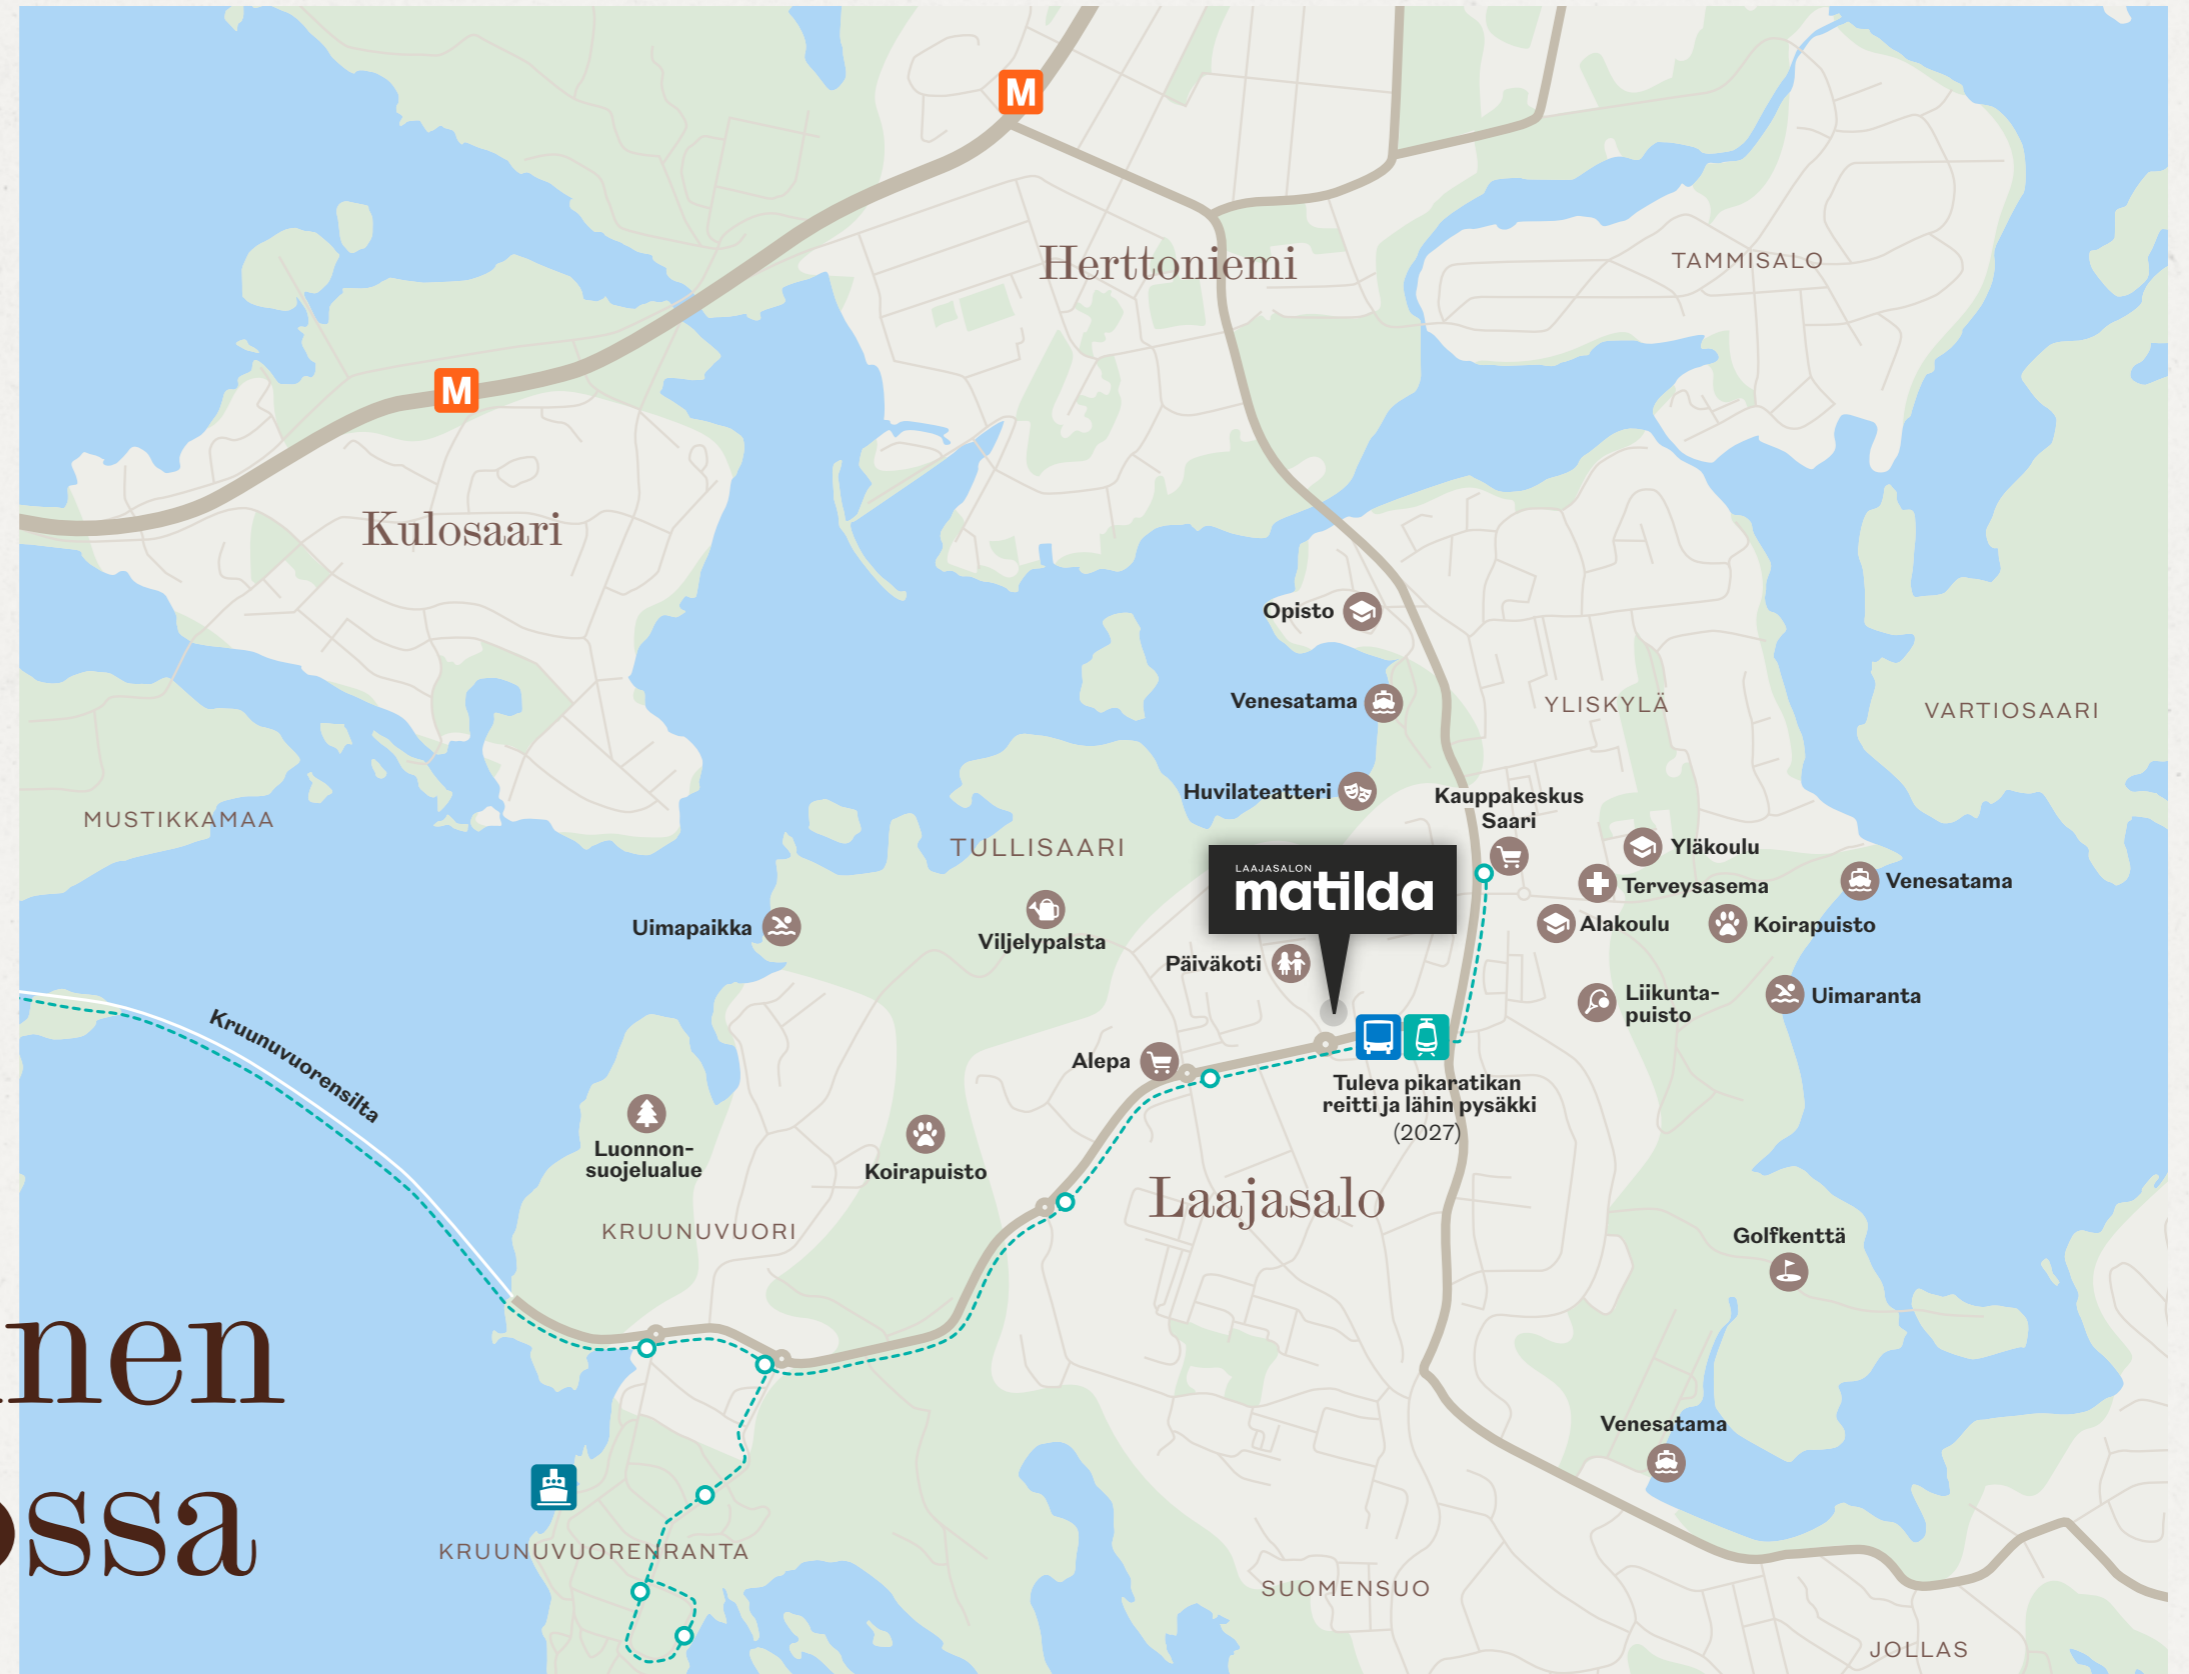 M
Herttoniemi
TAMMISALO
M
Kulosaari
Opisto
Venesatama
YLISKYLÄ
VARTIOSAARI
Huvilateatteri
Kauppakeskus
Saari
MUSTIKKAMAA
TULLISAARI
Yläkoulu
LAAJASALON
matilda
Terveysasema
Venesatama
Uimapaikka
Viljelypalsta
Alakoulu
Koirapuisto
Päiväkoti
Liikunta-
puisto
Uimaranta
Kruunuvuorensilta
Alepa
Tuleva pikaratikan
reitti ja lähin pysäkki
(2027)
Luonnon-
suojelualue
Koirapuisto
Laajasalo
KRUUNUVUORI
Golfkenttä
nen
Venesatama
ossa
KRUUNUVUORENRANTA
SUOMENSUO
JOLLAS